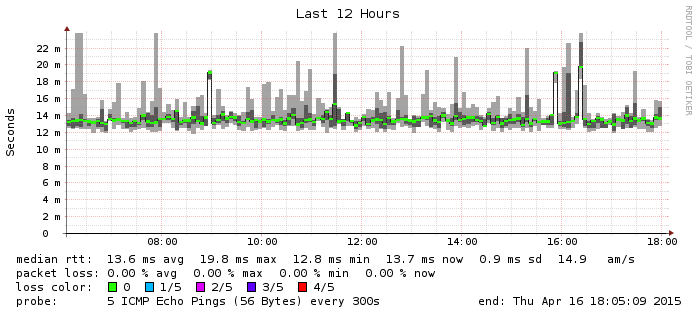 Last 12 Hours
RRDTOOL / TOBI OETIKER
Seconds
22 m
20 m
18 m
16 m
14 m
12 m
10 m
8 m
6 m
4 m
2 m
0
08:00 10:00 12:00 14:00 16:00 18:00
median rtt: 13.6 ms avg 19.8 ms max 12.8 ms min 13.7 ms now 0.9 ms sd 14.9 am/s
packet loss: 0.00 % avg 0.00 % max 0.00 % min 0.00 % now
loss color: 0 1/5 2/5 3/5 4/5
probe: 5 ICMP Echo Pings (56 Bytes) every 300s end: Thu Apr 16 18:05:09 2015